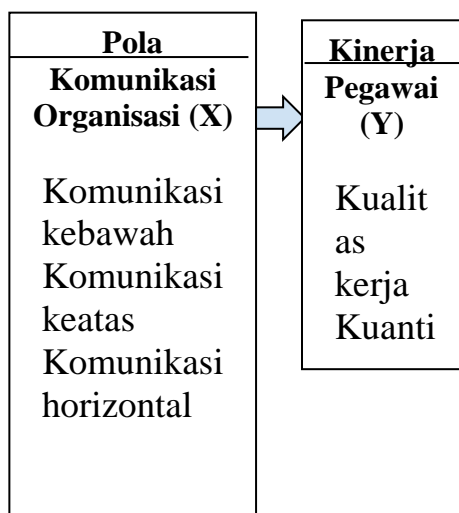 Pola
Komunikasi
Organisasi (X)
Komunikasi
kebawah
Komunikasi
keatas
Komunikasi
horizontal
Kinerja
Pegawai
(Y)
Kualit
as
kerja
Kuanti